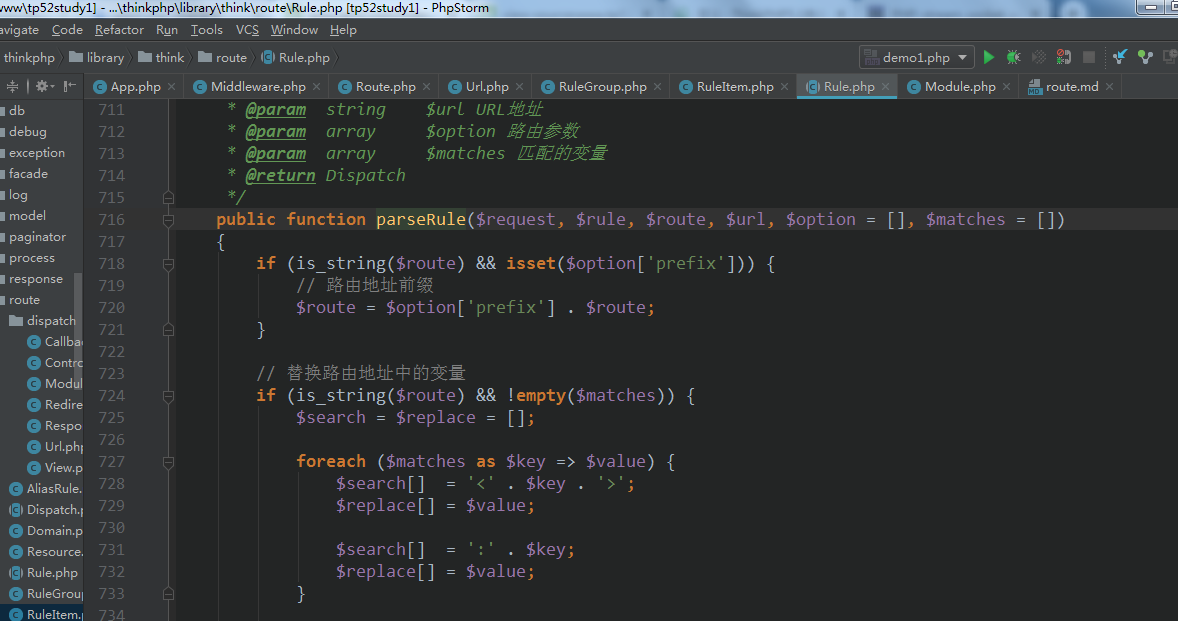 www\tp52study1] - ...\thinkphp\library\think\route\Rule.php [tp52study1] - PhpStorm
avigate Code Refactor Run Tools VCS Window Help
thinkphp library think route Rule.php demo1.php
App.php Middleware.php Route.php Url.php RuleGroup.php RuleItem.php Rule.php Module.php route.md
db
debug
exception
facade
log
model
paginator
process
response
route
dispatch
Callba
Contro
Modul
Redire
Respo
Url.php
View.p
AliasRule.
Dispatch.p
Domain.p
Resource.
Rule.php
RuleGrou
RuleItem.p
711 * @param string $url URL地址
712 * @param array $option 路由参数
713 * @param array $matches 匹配的变量
714 * @return Dispatch
715 */
716 public function parseRule($request, $rule, $route, $url, $option = [], $matches = [])
717 {
718 if (is_string($route) && isset($option['prefix'])) {
719 // 路由地址前缀
720 $route = $option['prefix'] . $route;
721 }
722
723 // 替换路由地址中的变量
724 if (is_string($route) && !empty($matches)) {
725 $search = $replace = [];
726
727 foreach ($matches as $key => $value) {
728 $search[] = '<' . $key . '>';
729 $replace[] = $value;
730
731 $search[] = ':' . $key;
732 $replace[] = $value;
733 }
734